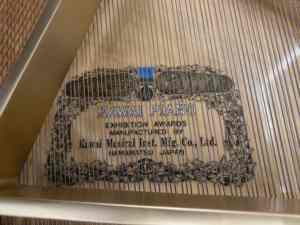 KAWAI PIANO
EXHIBITION AWARDS
MANUFACTURED BY
Kawai Musical Inst. Mfg. Co., Ltd.
HAMAMATSU JAPAN